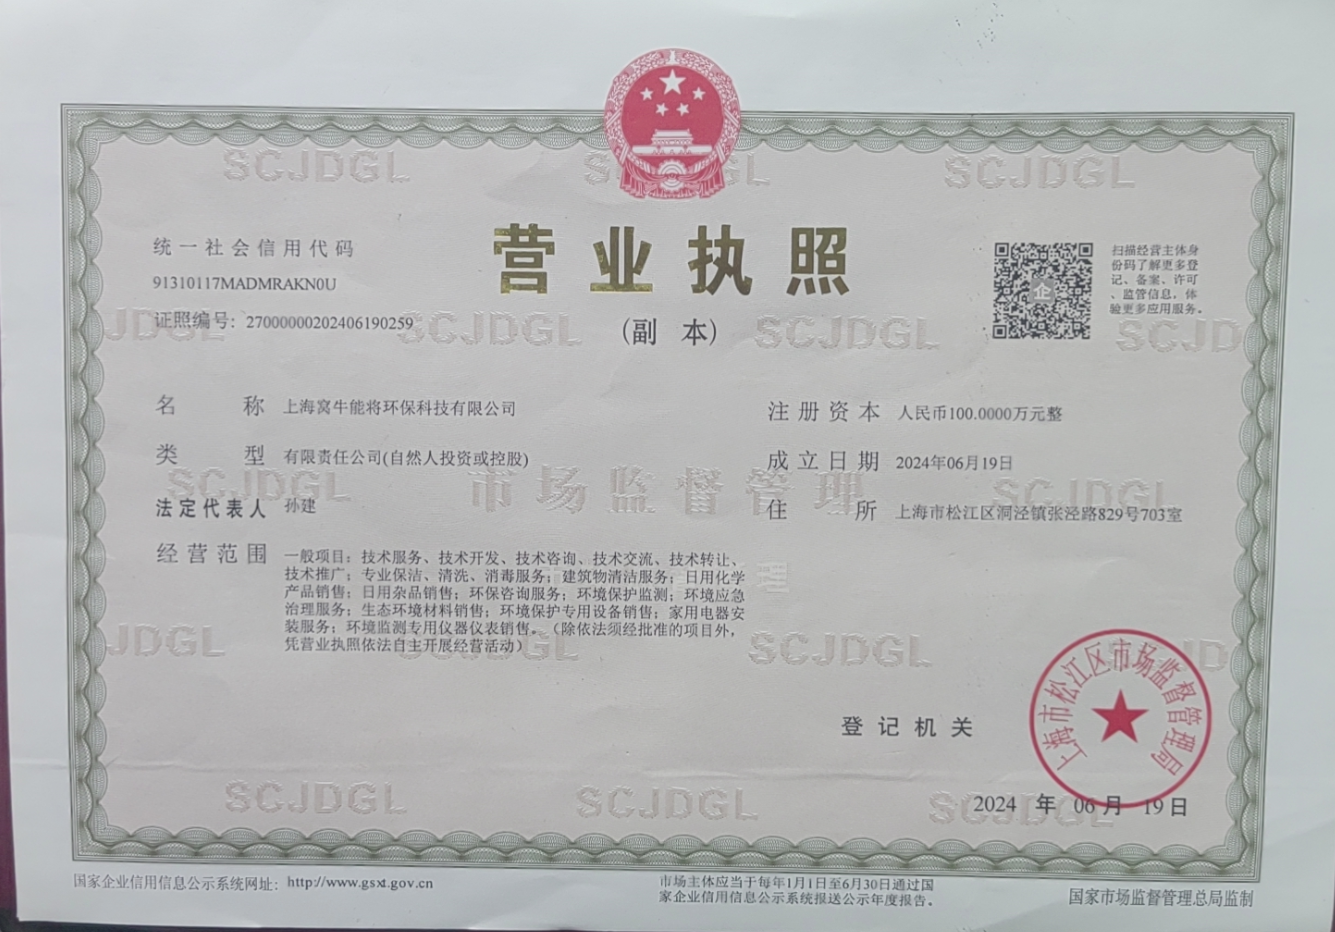 统一社会信用代码
91310117MADMRAKN0U
证照编号：27000000202406190259
营业执照
（副 本）
企
扫描经营主体身
份码了解更多登
记、备案、许可
、监管信息，体
验更多应用服务。
名 称 上海窝牛能将环保科技有限公司
类 型 有限责任公司(自然人投资或控股)
法定代表人 孙建
经营范围 一般项目：技术服务、技术开发、技术咨询、技术交流、技术转让、
技术推广；专业保洁、清洗、消毒服务；建筑物清洁服务；日用化学
产品销售；日用杂品销售；环保咨询服务；环境保护监测；环境应急
治理服务；生态环境材料销售；环境保护专用设备销售；家用电器安
装服务；环境监测专用仪器仪表销售。（除依法须经批准的项目外，
凭营业执照依法自主开展经营活动）
注册资本 人民币100.0000万元整
成立日期 2024年06月19日
住 所 上海市松江区洞泾镇张泾路829号703室
登记机关
上海市松江区市场监督管理局
2024 年 06 月 19 日
SCJDGL
市场监督管理
国家企业信用信息公示系统网址：http://www.gsxt.gov.cn
市场主体应当于每年1月1日至6月30日通过国
家企业信用信息公示系统报送公示年度报告。
国家市场监督管理总局监制